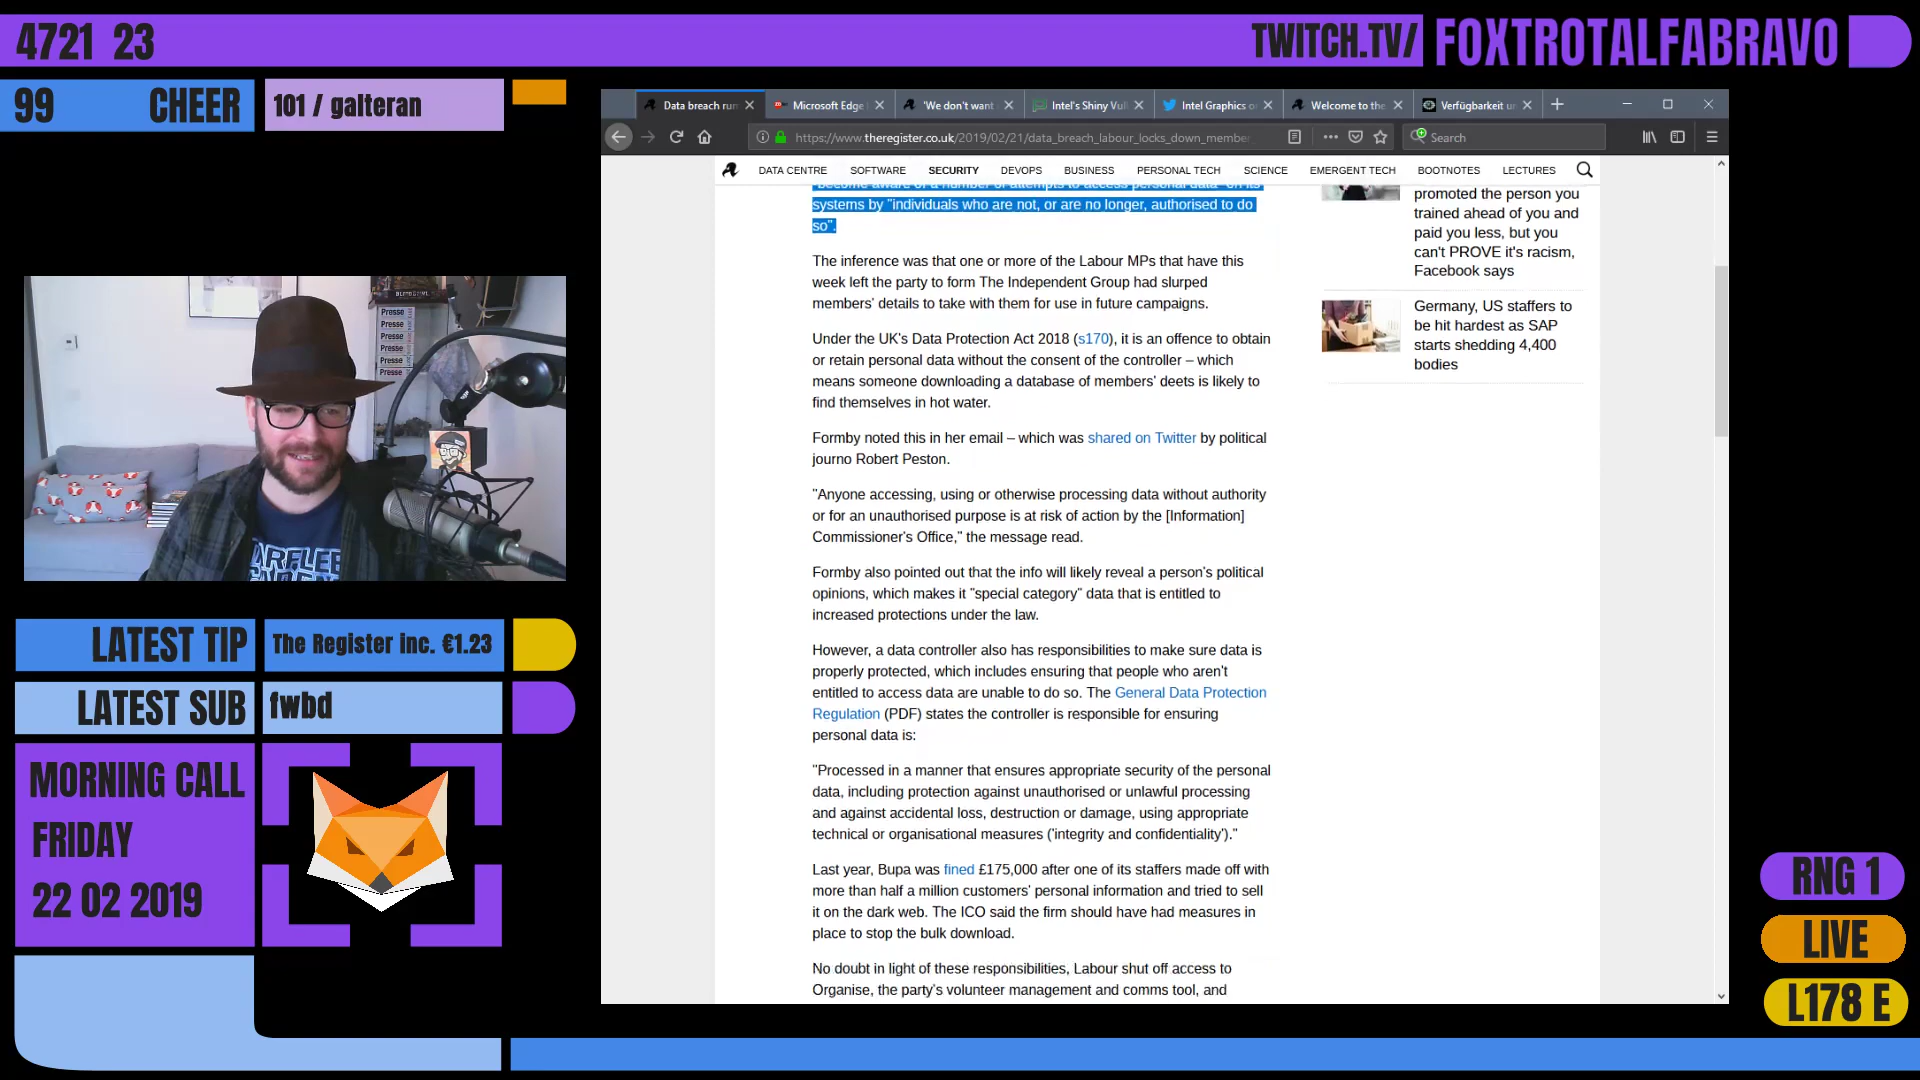 4721 23
TWITCH.TV/ FOXTROTALFABRAVO
99 CHEER
101 / galteran
Data breach run
Microsoft Edge
'We don't want
Intel's Shiny Vul
Intel Graphics o
Welcome to the
Verfügbarkeit u
https://www.theregister.co.uk/2019/02/21/data_breach_labour_locks_down_member
Search
DATA CENTRE SOFTWARE SECURITY DEVOPS BUSINESS PERSONAL TECH SCIENCE EMERGENT TECH BOOTNOTES LECTURES
"become aware of a number of attempts to access personal data" on its
systems by "individuals who are not, or are no longer, authorised to do
so".
The inference was that one or more of the Labour MPs that have this
week left the party to form The Independent Group had slurped
members' details to take with them for use in future campaigns.
Under the UK's Data Protection Act 2018 (s170), it is an offence to obtain
or retain personal data without the consent of the controller – which
means someone downloading a database of members' deets is likely to
find themselves in hot water.
Formby noted this in her email – which was shared on Twitter by political
journo Robert Peston.
"Anyone accessing, using or otherwise processing data without authority
or for an unauthorised purpose is at risk of action by the [Information]
Commissioner's Office," the message read.
Formby also pointed out that the info will likely reveal a person's political
opinions, which makes it "special category" data that is entitled to
increased protections under the law.
However, a data controller also has responsibilities to make sure data is
properly protected, which includes ensuring that people who aren't
entitled to access data are unable to do so. The General Data Protection
Regulation (PDF) states the controller is responsible for ensuring
personal data is:
"Processed in a manner that ensures appropriate security of the personal
data, including protection against unauthorised or unlawful processing
and against accidental loss, destruction or damage, using appropriate
technical or organisational measures ('integrity and confidentiality')."
Last year, Bupa was fined £175,000 after one of its staffers made off with
more than half a million customers' personal information and tried to sell
it on the dark web. The ICO said the firm should have had measures in
place to stop the bulk download.
No doubt in light of these responsibilities, Labour shut off access to
Organise, the party's volunteer management and comms tool, and
promoted the person you
trained ahead of you and
paid you less, but you
can't PROVE it's racism,
Facebook says
Germany, US staffers to
be hit hardest as SAP
starts shedding 4,400
bodies
Presse
Presse
Presse
Presse
Presse
Presse
LATEST TIP
The Register inc. €1.23
LATEST SUB
fwbd
MORNING CALL
FRIDAY
22 02 2019
RNG 1
LIVE
L178 E